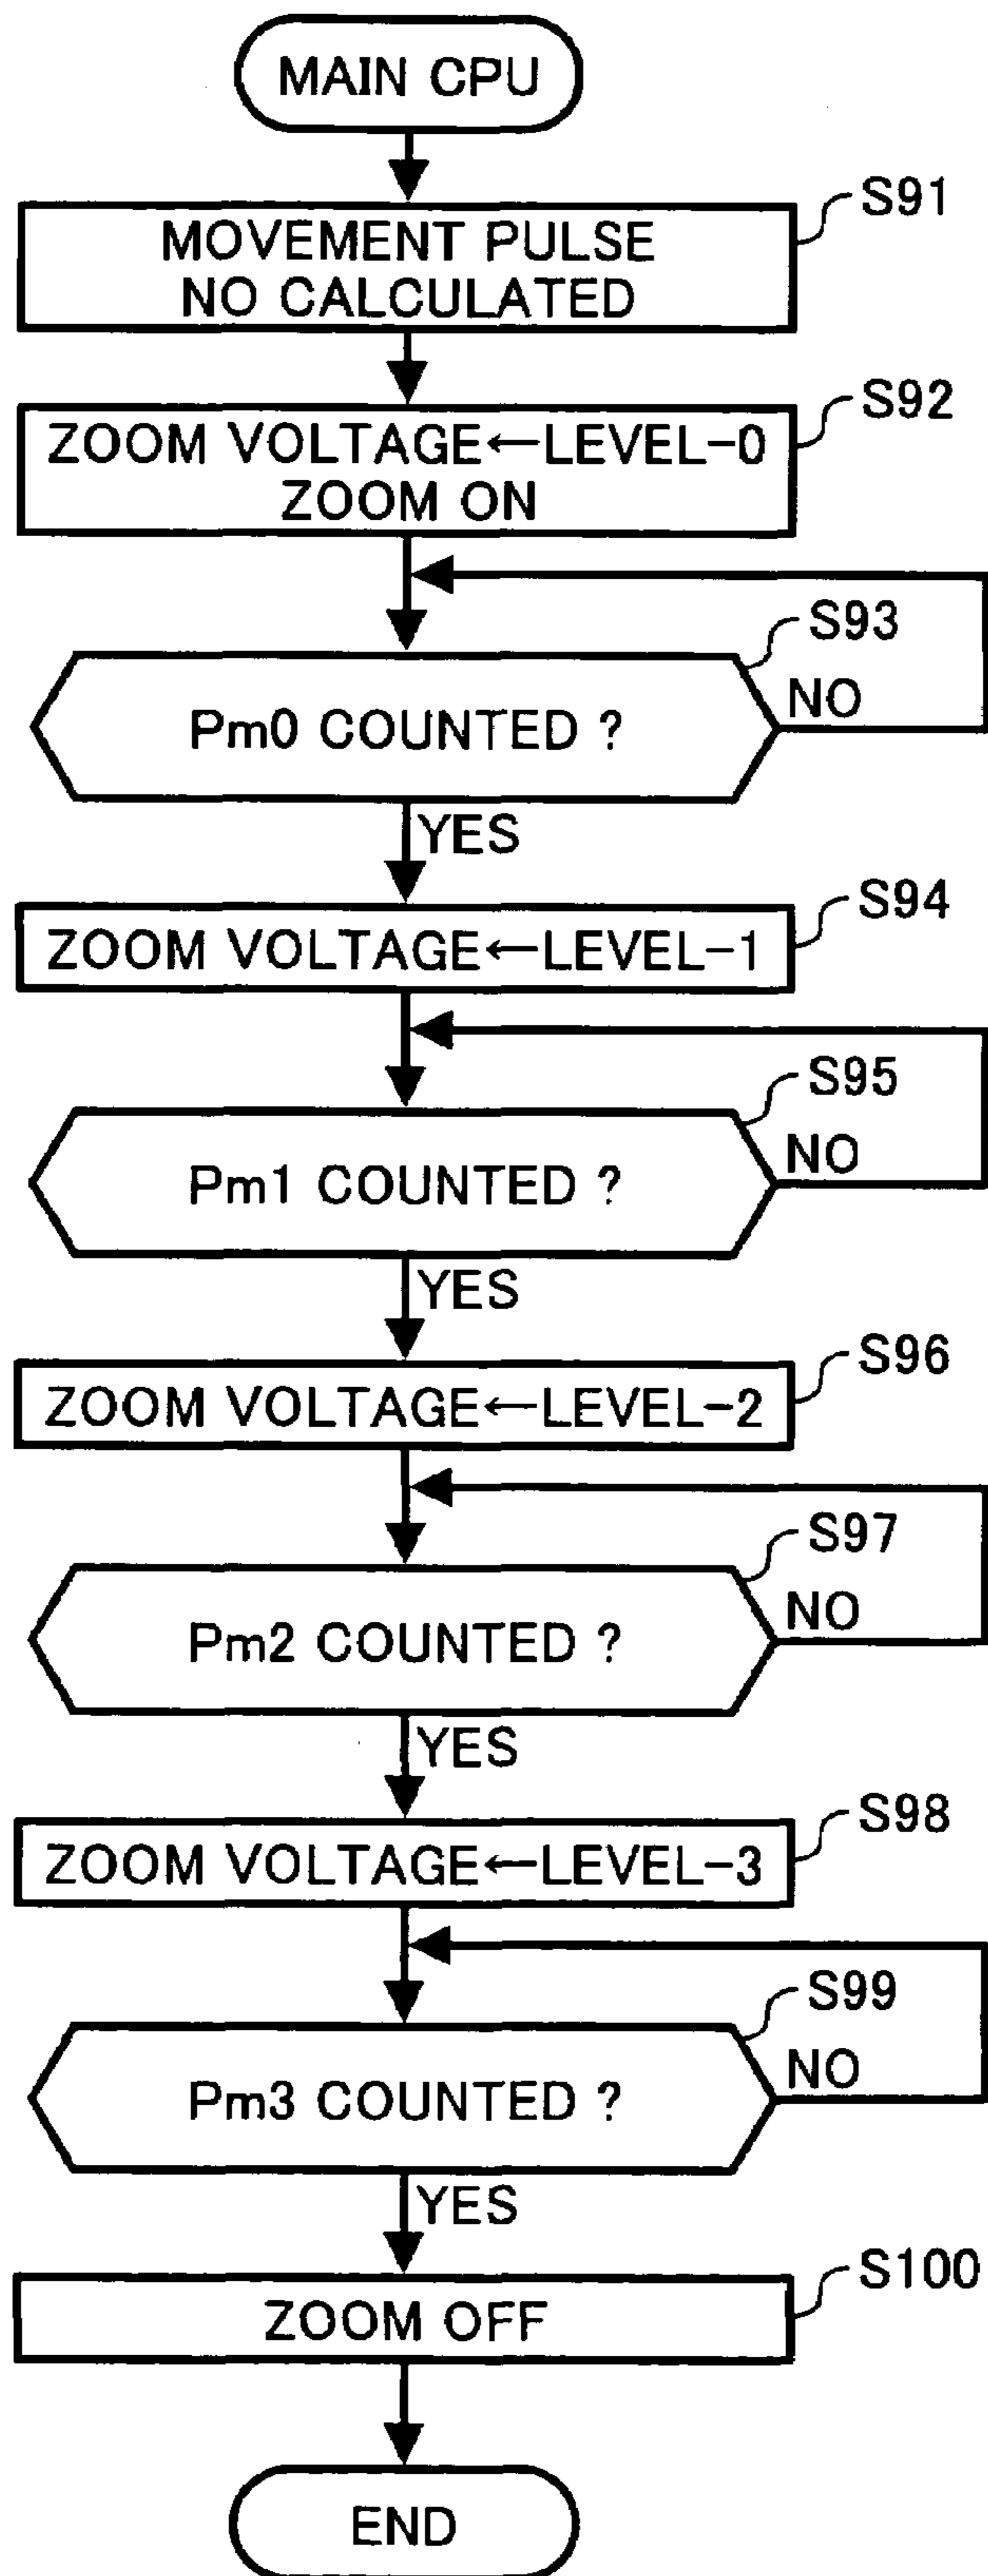 MAIN CPU
S91
MOVEMENT PULSE
NO CALCULATED
S92
ZOOM VOLTAGE←LEVEL-0
ZOOM ON
S93
NO
Pm0 COUNTED ?
YES
S94
ZOOM VOLTAGE←LEVEL-1
S95
NO
Pm1 COUNTED ?
YES
S96
ZOOM VOLTAGE←LEVEL-2
S97
NO
Pm2 COUNTED ?
YES
S98
ZOOM VOLTAGE←LEVEL-3
S99
NO
Pm3 COUNTED ?
YES
S100
ZOOM OFF
END